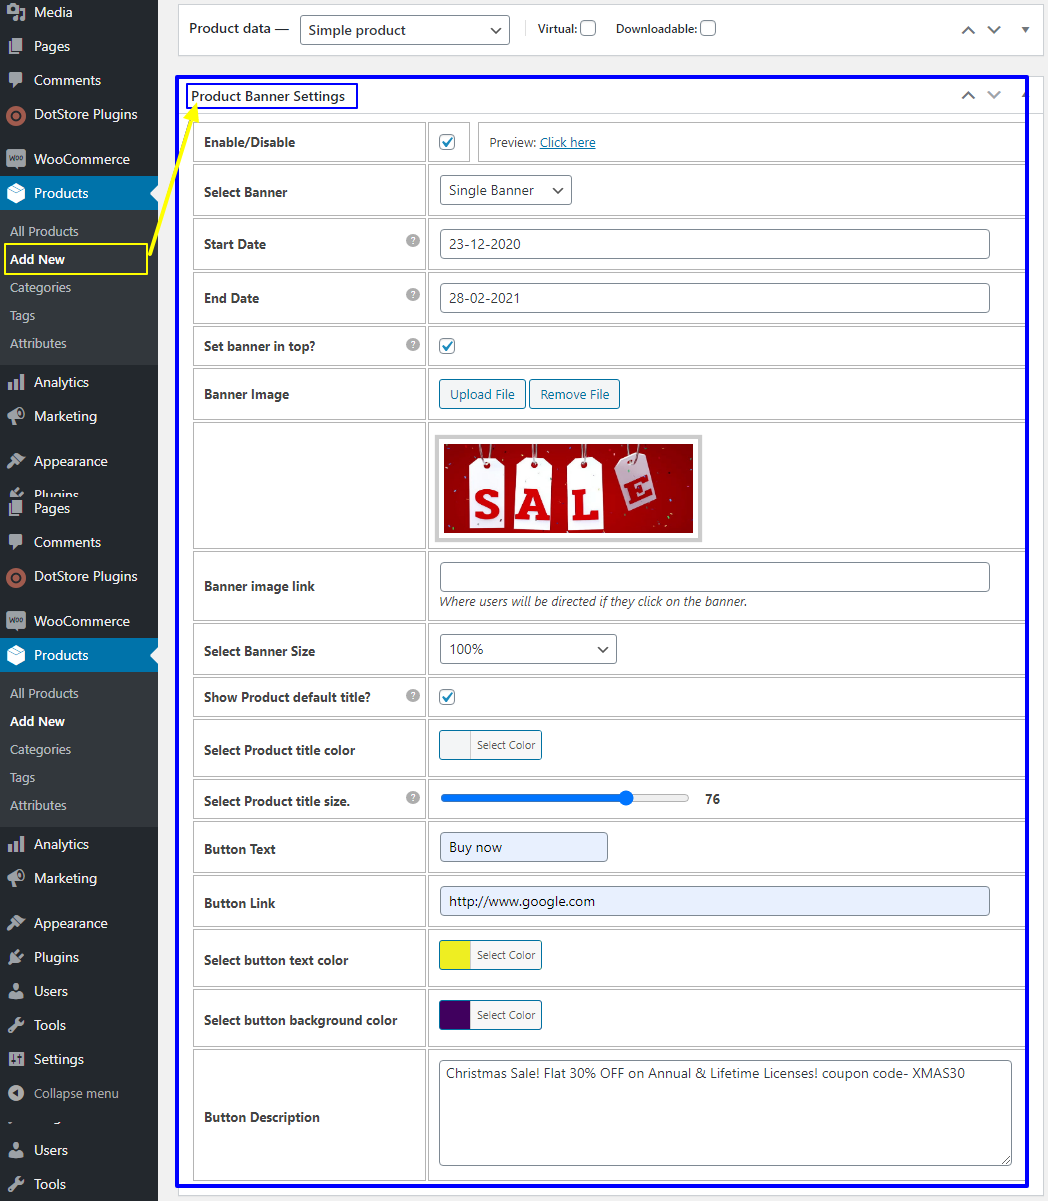 Media
Pages
Comments
DotStore Plugins
WooCommerce
Products
All Products
Add New
Categories
Tags
Attributes
Analytics
Marketing
Appearance
Plugins
Pages
Comments
DotStore Plugins
WooCommerce
Products
All Products
Add New
Categories
Tags
Attributes
Analytics
Marketing
Appearance
Plugins
Users
Tools
Settings
Collapse menu
Users
Tools
Product data — Simple product Virtual: Downloadable:
Product Banner Settings
Enable/Disable Preview: Click here
Select Banner Single Banner
Start Date ? 23-12-2020
End Date ? 28-02-2021
Set banner in top? ?
Banner Image Upload File Remove File
SALE
Banner image link
Where users will be directed if they click on the banner.
Select Banner Size 100%
Show Product default title? ?
Select Product title color Select Color
Select Product title size. ? 76
Button Text Buy now
Button Link http://www.google.com
Select button text color Select Color
Select button background color Select Color
Button Description Christmas Sale! Flat 30% OFF on Annual & Lifetime Licenses! coupon code- XMAS30